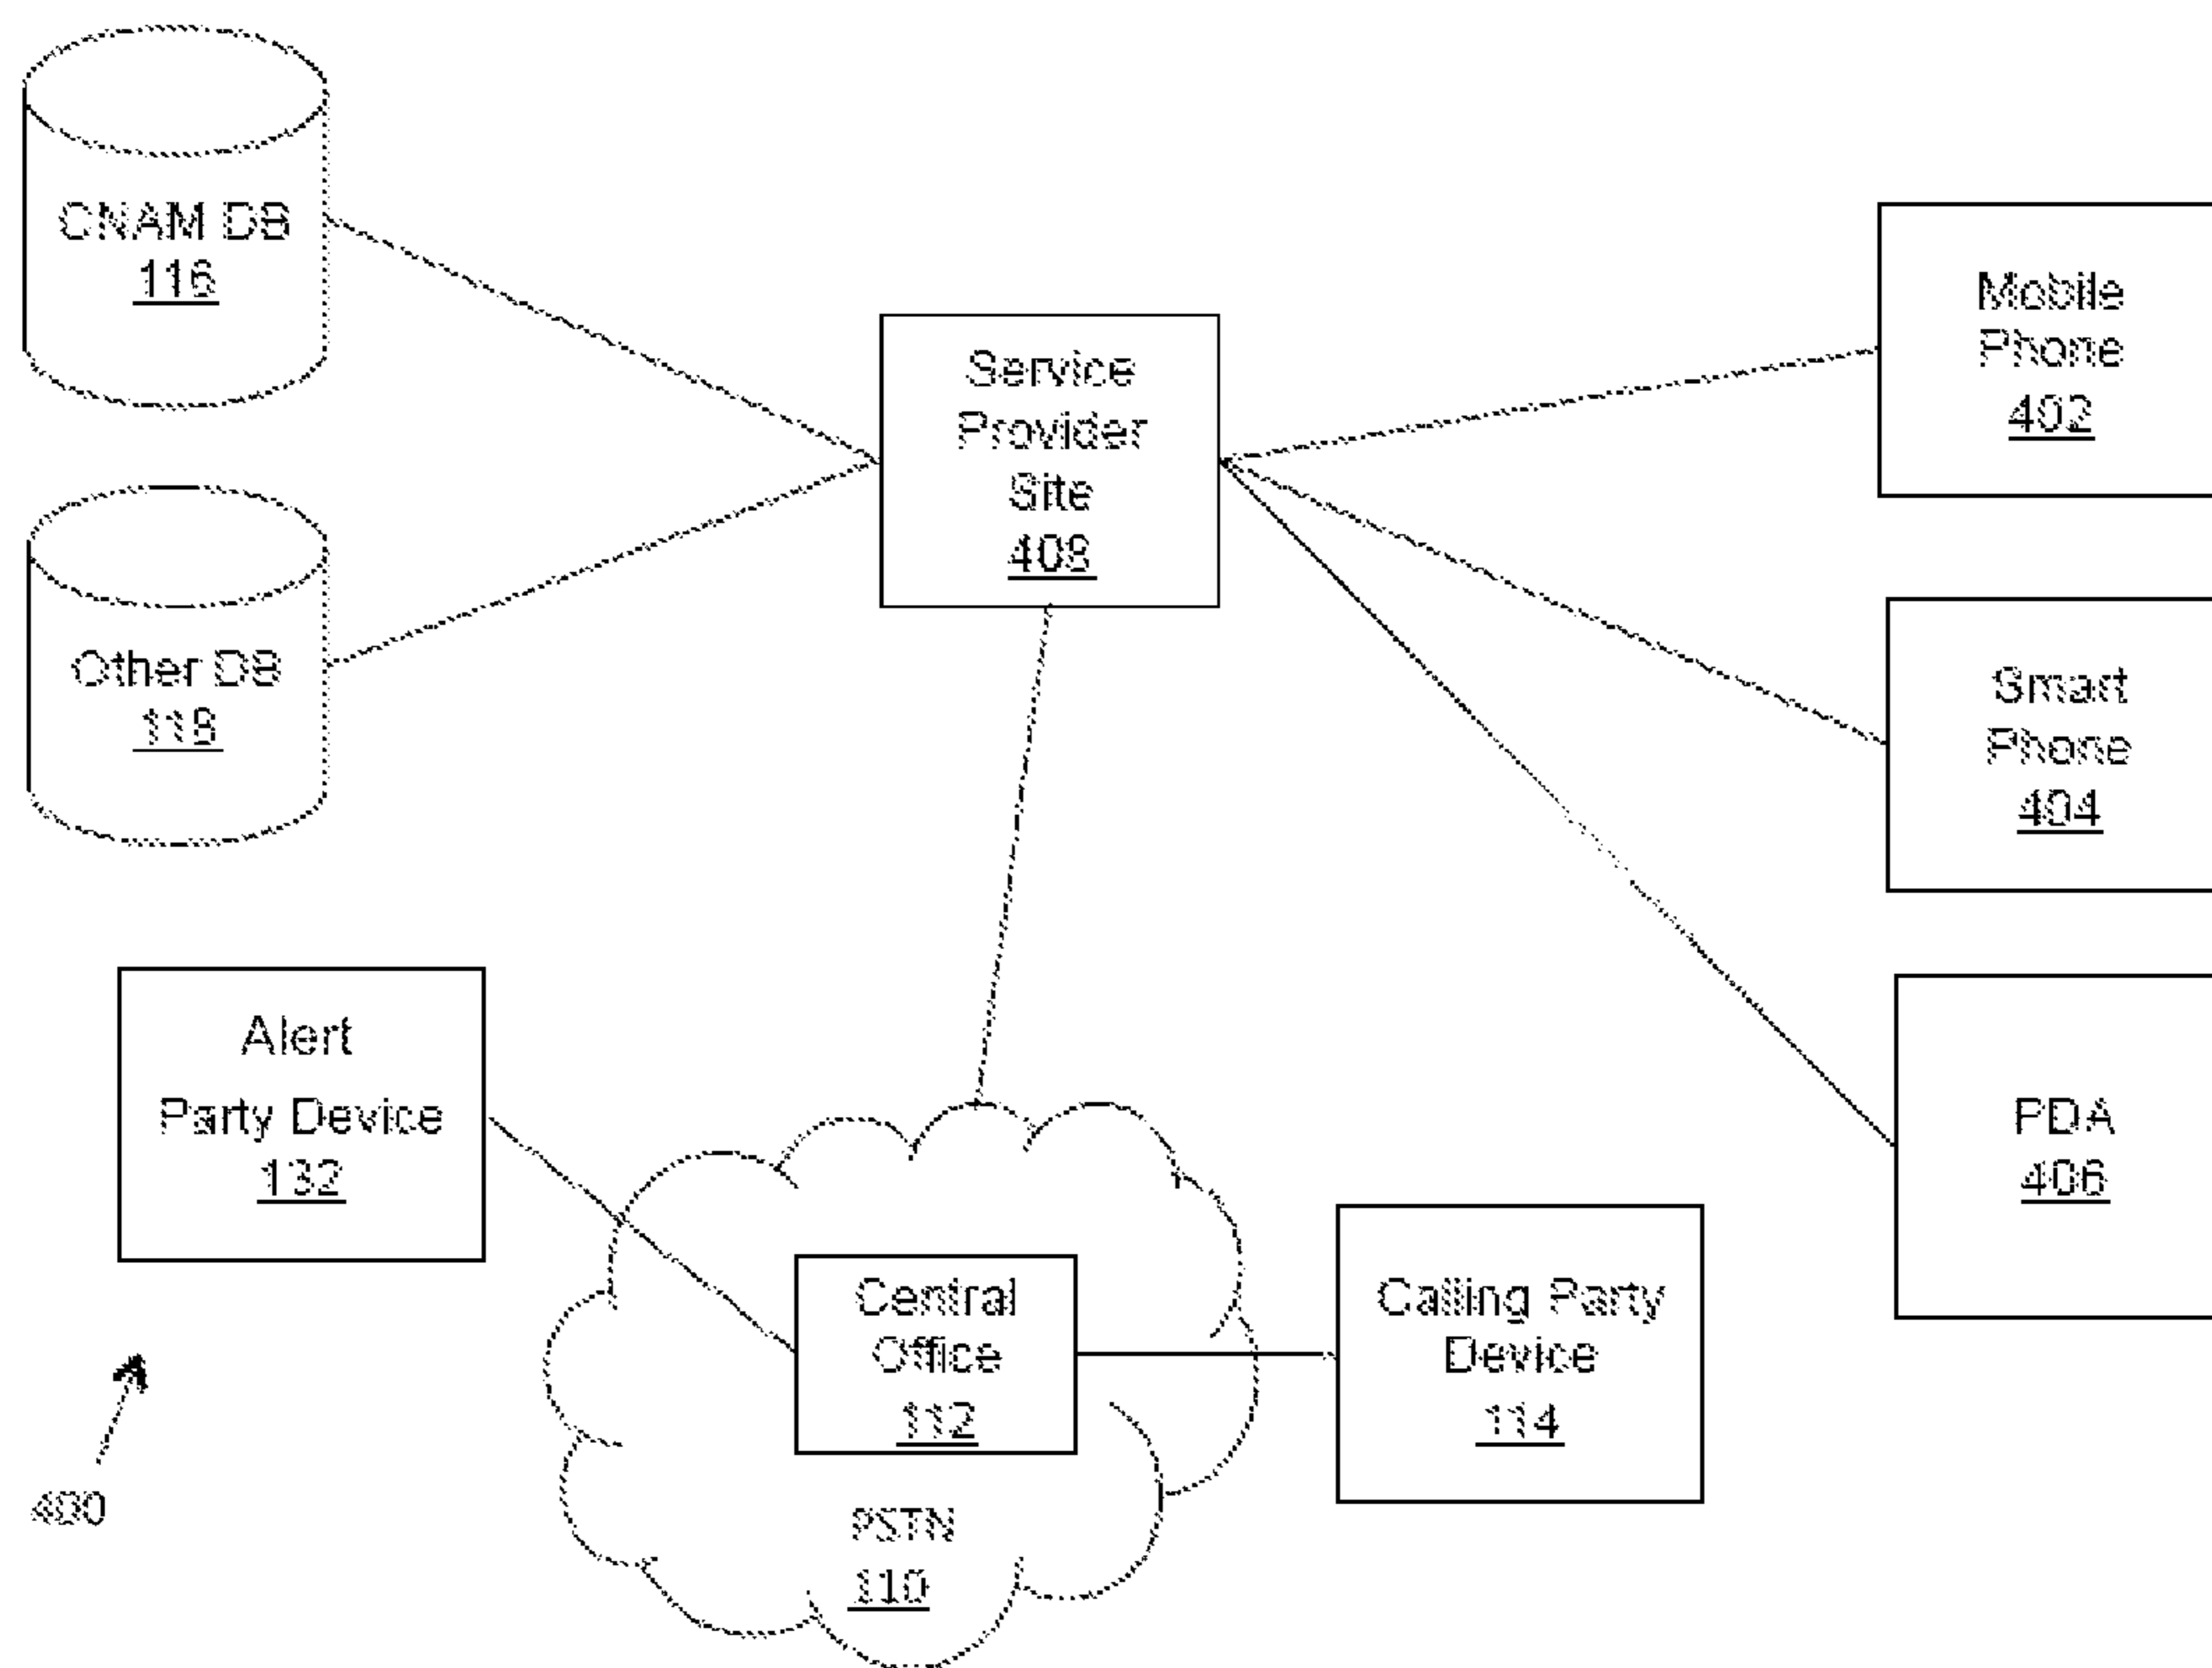 CNAM DB
116
Other DB
118
Service
Provider
Site
408
Mobile
Phone
402
Smart
Phone
404
PDA
406
Alert
Party Device
132
Central
Office
112
PSTN
110
Calling Party
Device
114
400